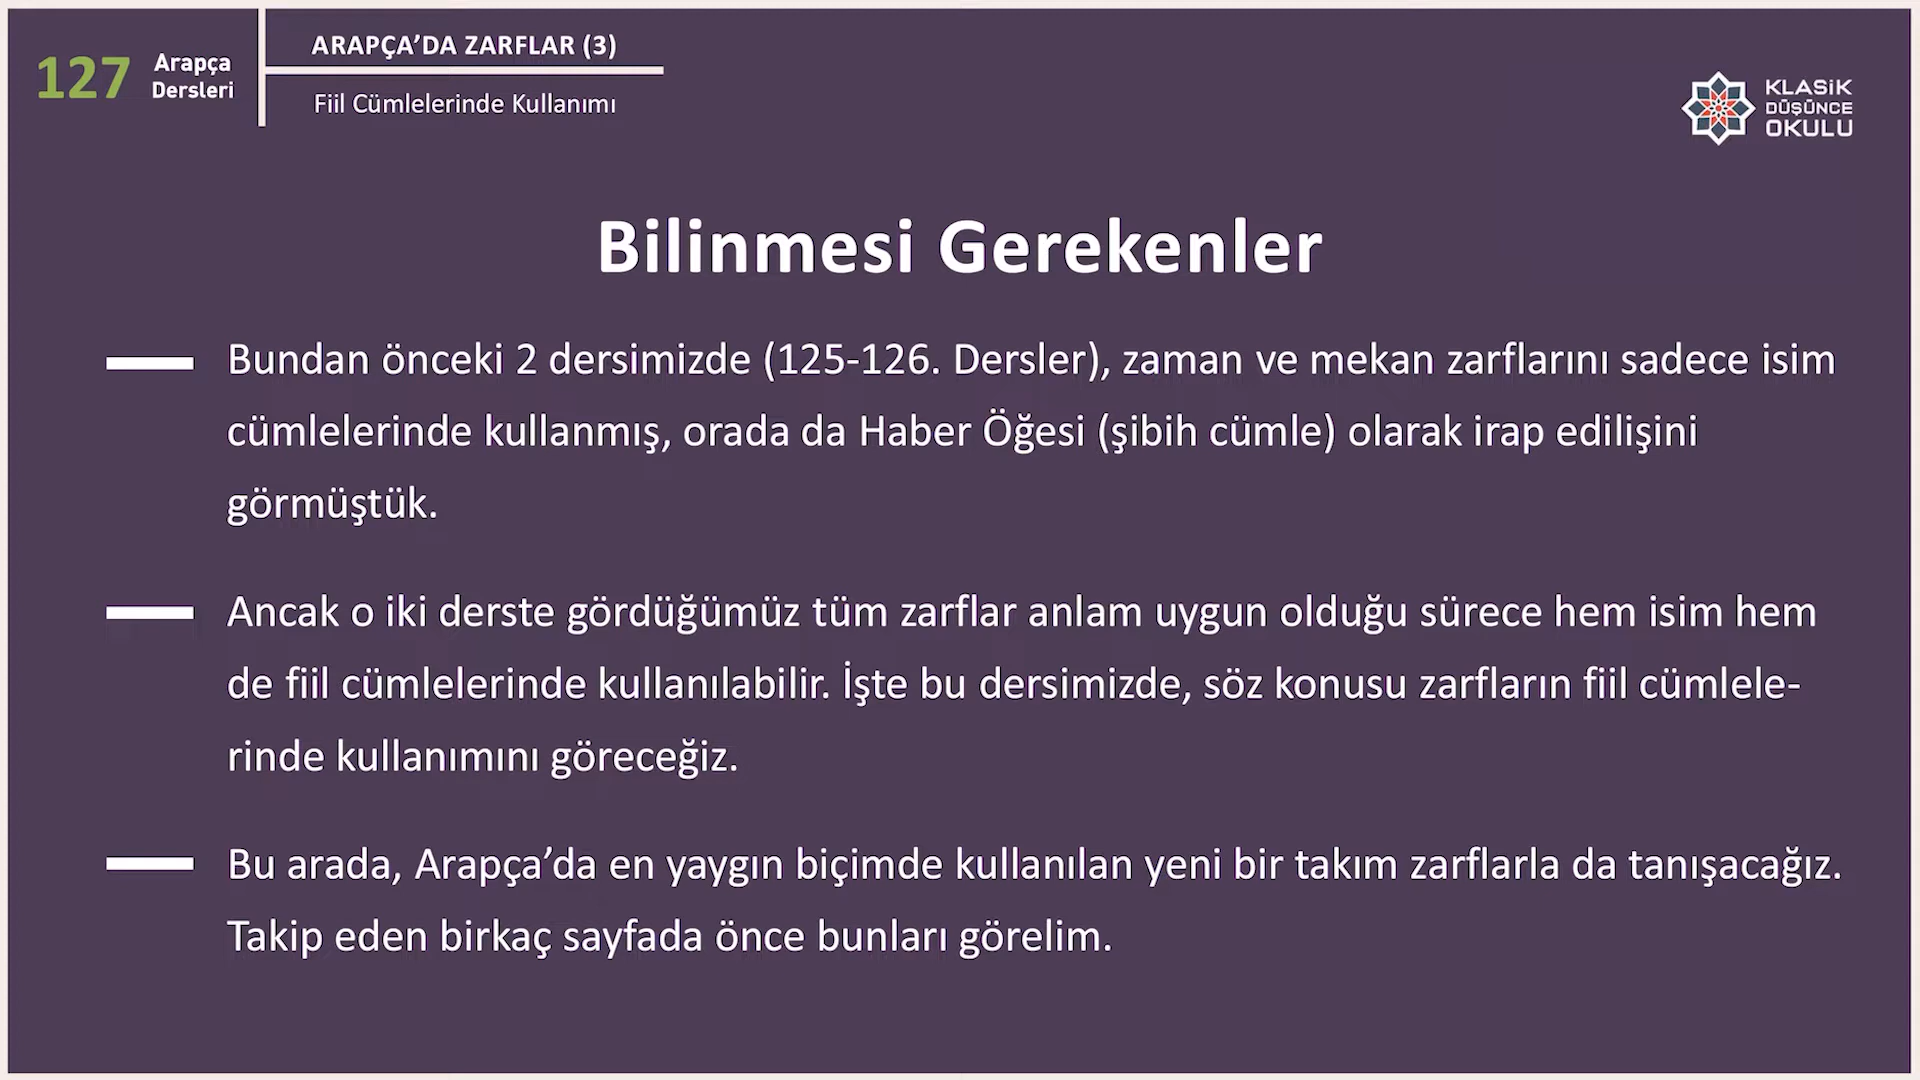 127
Arapça
Dersleri
ARAPÇA’DA ZARFLAR (3)
Fiil Cümlelerinde Kullanımı
KLASİK
DÜŞÜNCE
OKULU
Bilinmesi Gerekenler
Bundan önceki 2 dersimizde (125-126. Dersler), zaman ve mekan zarflarını sadece isim
cümlelerinde kullanmış, orada da Haber Öğesi (şibih cümle) olarak irap edilişini
görmüştük.
Ancak o iki derste gördüğümüz tüm zarflar anlam uygun olduğu sürece hem isim hem
de fiil cümlelerinde kullanılabilir. İşte bu dersimizde, söz konusu zarfların fiil cümlele-
rinde kullanımını göreceğiz.
Bu arada, Arapça’da en yaygın biçimde kullanılan yeni bir takım zarflarla da tanışacağız.
Takip eden birkaç sayfada önce bunları görelim.